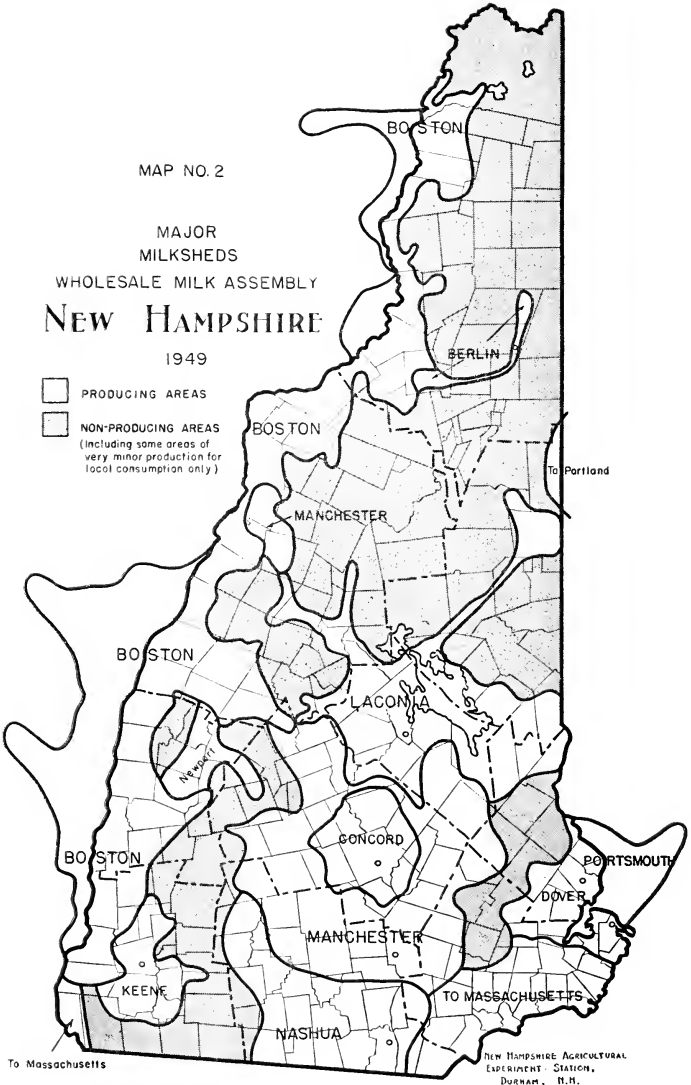 MAP NO. 2
MAJOR
MILKSHEDS
WHOLESALE MILK ASSEMBLY
NEW HAMPSHIRE
1949
PRODUCING AREAS
NON-PRODUCING AREAS
(Including some areas of
very minor production for
local consumption only)
BOSTON
BERLIN
BOSTON
To Portland
MANCHESTER
BOSTON
LACONIA
Newport
CONCORD
BOSTON
PORTSMOUTH
DOVER
MANCHESTER
KEENE
TO MASSACHUSETTS
NASHUA
To Massachusetts
NEW HAMPSHIRE AGRICULTURAL
EXPERIMENT STATION,
DURHAM, N.H.